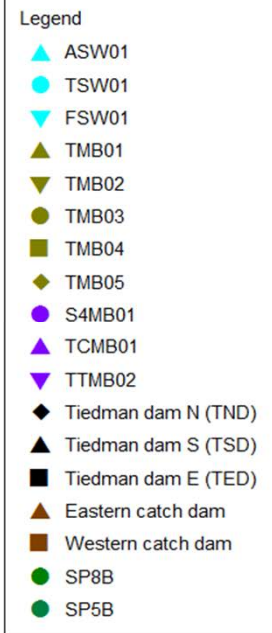 Legend
ASW01
TSW01
FSW01
TMB01
TMB02
TMB03
TMB04
TMB05
S4MB01
TCMB01
TTMB02
Tiedman dam N (TND)
Tiedman dam S (TSD)
Tiedman dam E (TED)
Eastern catch dam
Western catch dam
SP8B
SP5B